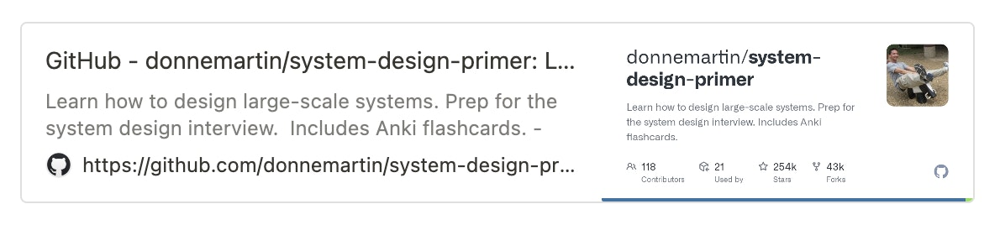 GitHub - donnemartin/system-design-primer: L...
Learn how to design large-scale systems. Prep for the
system design interview.  Includes Anki flashcards. -
https://github.com/donnemartin/system-design-pr...
donnemartin/system-
design-primer
Learn how to design large-scale systems. Prep for
the system design interview. Includes Anki
flashcards.
118
Contributors
21
Used by
254k
Stars
43k
Forks